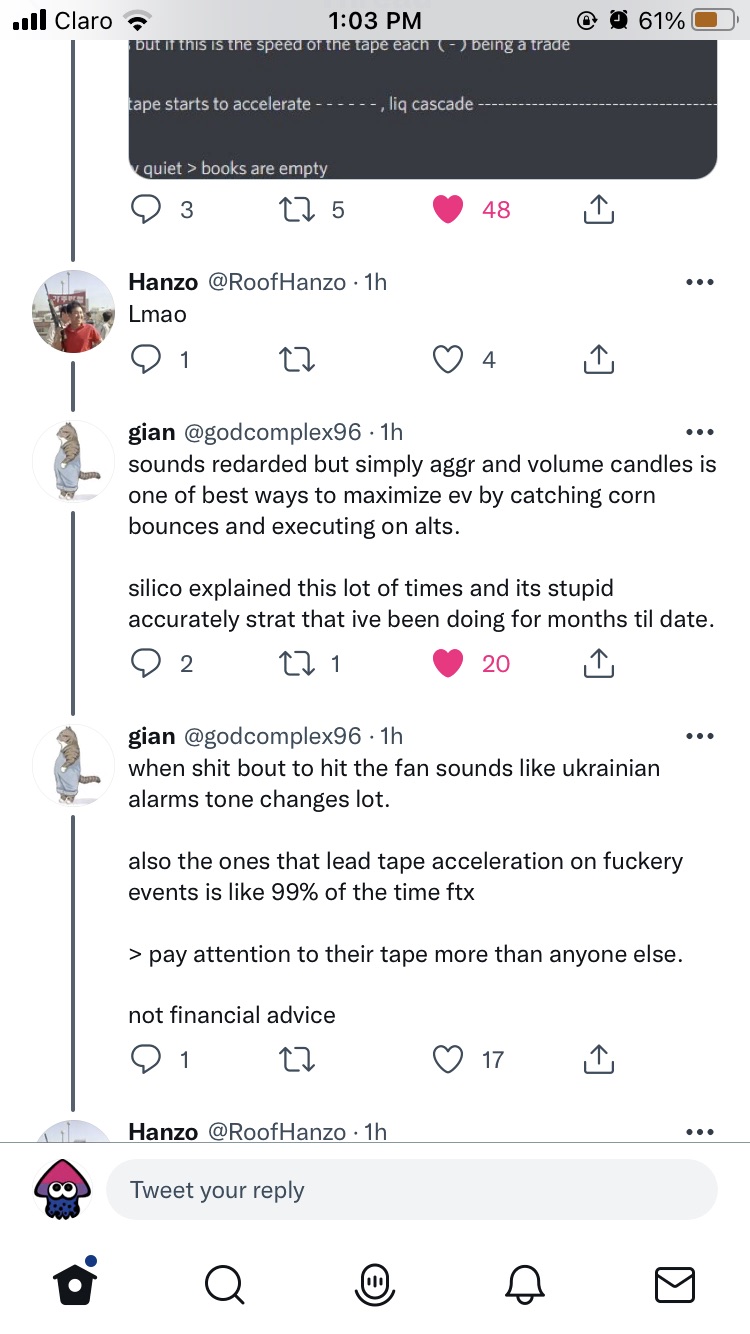 Claro
1:03 PM
61%
but if this is the speed of the tape each ( - ) being a trade
tape starts to accelerate - - - - - - , liq cascade ------------------------------------
y quiet > books are empty
3
5
48
Hanzo @RoofHanzo · 1h
Lmao
1
4
gian @godcomplex96 · 1h
sounds redarded but simply aggr and volume candles is
one of best ways to maximize ev by catching corn
bounces and executing on alts.
silico explained this lot of times and its stupid
accurately strat that ive been doing for months til date.
2
1
20
gian @godcomplex96 · 1h
when shit bout to hit the fan sounds like ukrainian
alarms tone changes lot.
also the ones that lead tape acceleration on fuckery
events is like 99% of the time ftx
> pay attention to their tape more than anyone else.
not financial advice
1
17
Hanzo @RoofHanzo · 1h
Tweet your reply